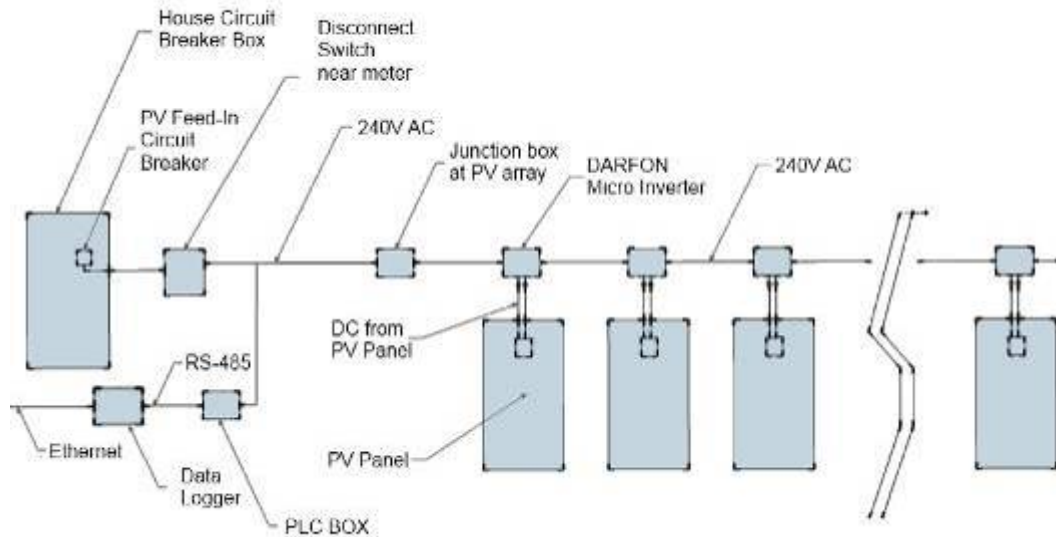 House Circuit
Breaker Box
Disconnect
Switch
near meter
PV Feed-In
Circuit
Breaker
240V AC
Junction box
at PV array
DARFON
Micro Inverter
240V AC
DC from
PV Panel
RS-485
Ethernet
Data
Logger
PV Panel
PLC BOX